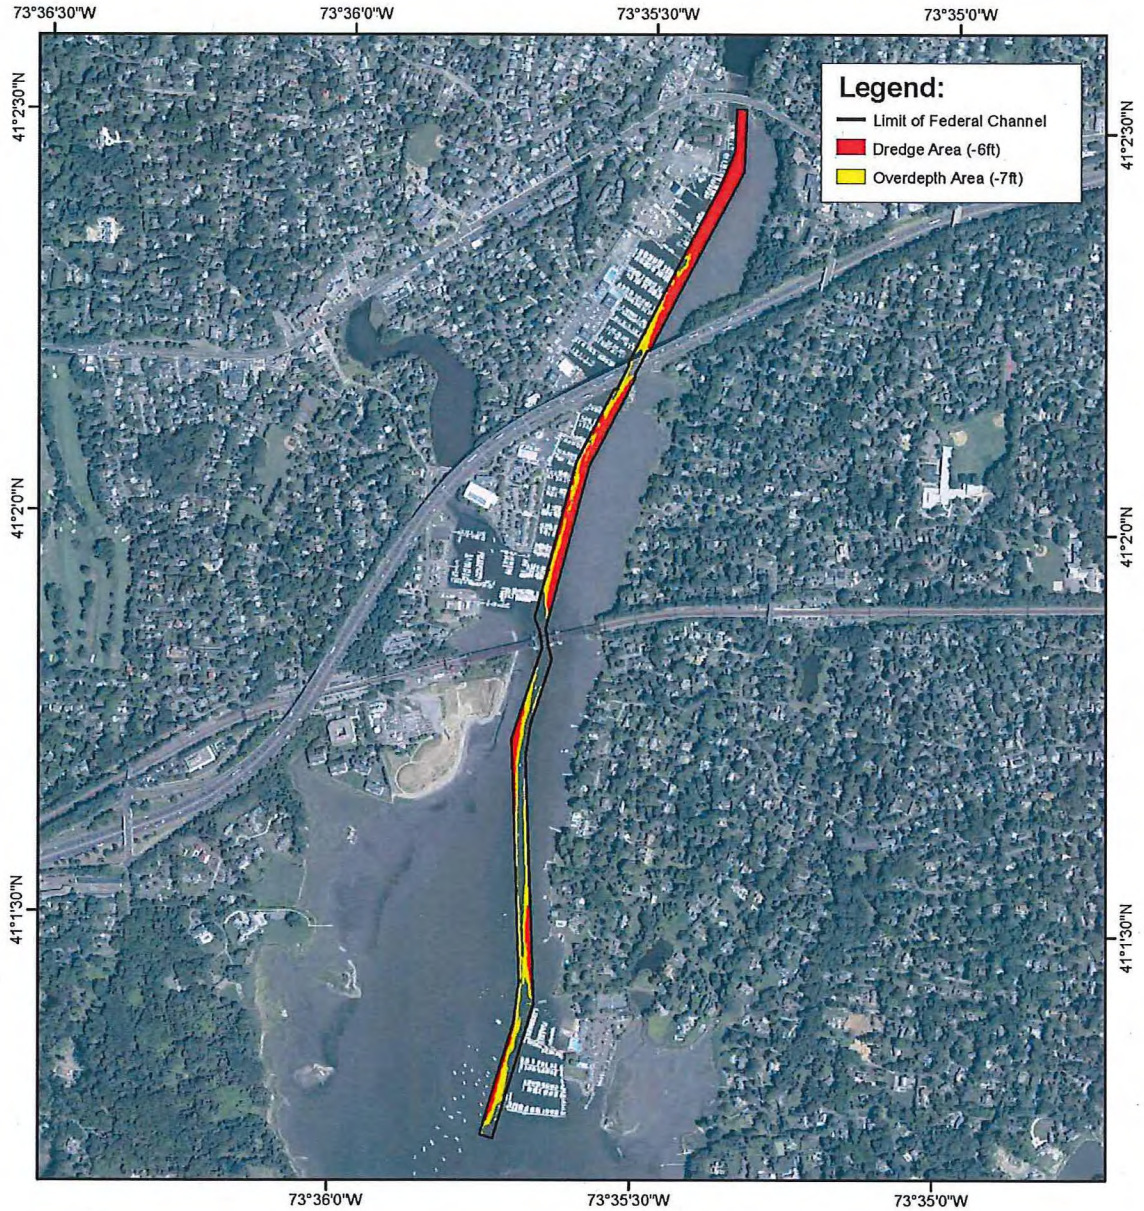 73°36'30"W 73°36'0"W 73°35'30"W 73°35'0"W
41°2'30"N
41°2'30"N
Legend:
Limit of Federal Channel
Dredge Area (-6ft)
Overdepth Area (-7ft)
41°2'0"N
41°2'0"N
41°1'30"N
41°1'30"N
73°36'0"W 73°35'30"W 73°35'0"W